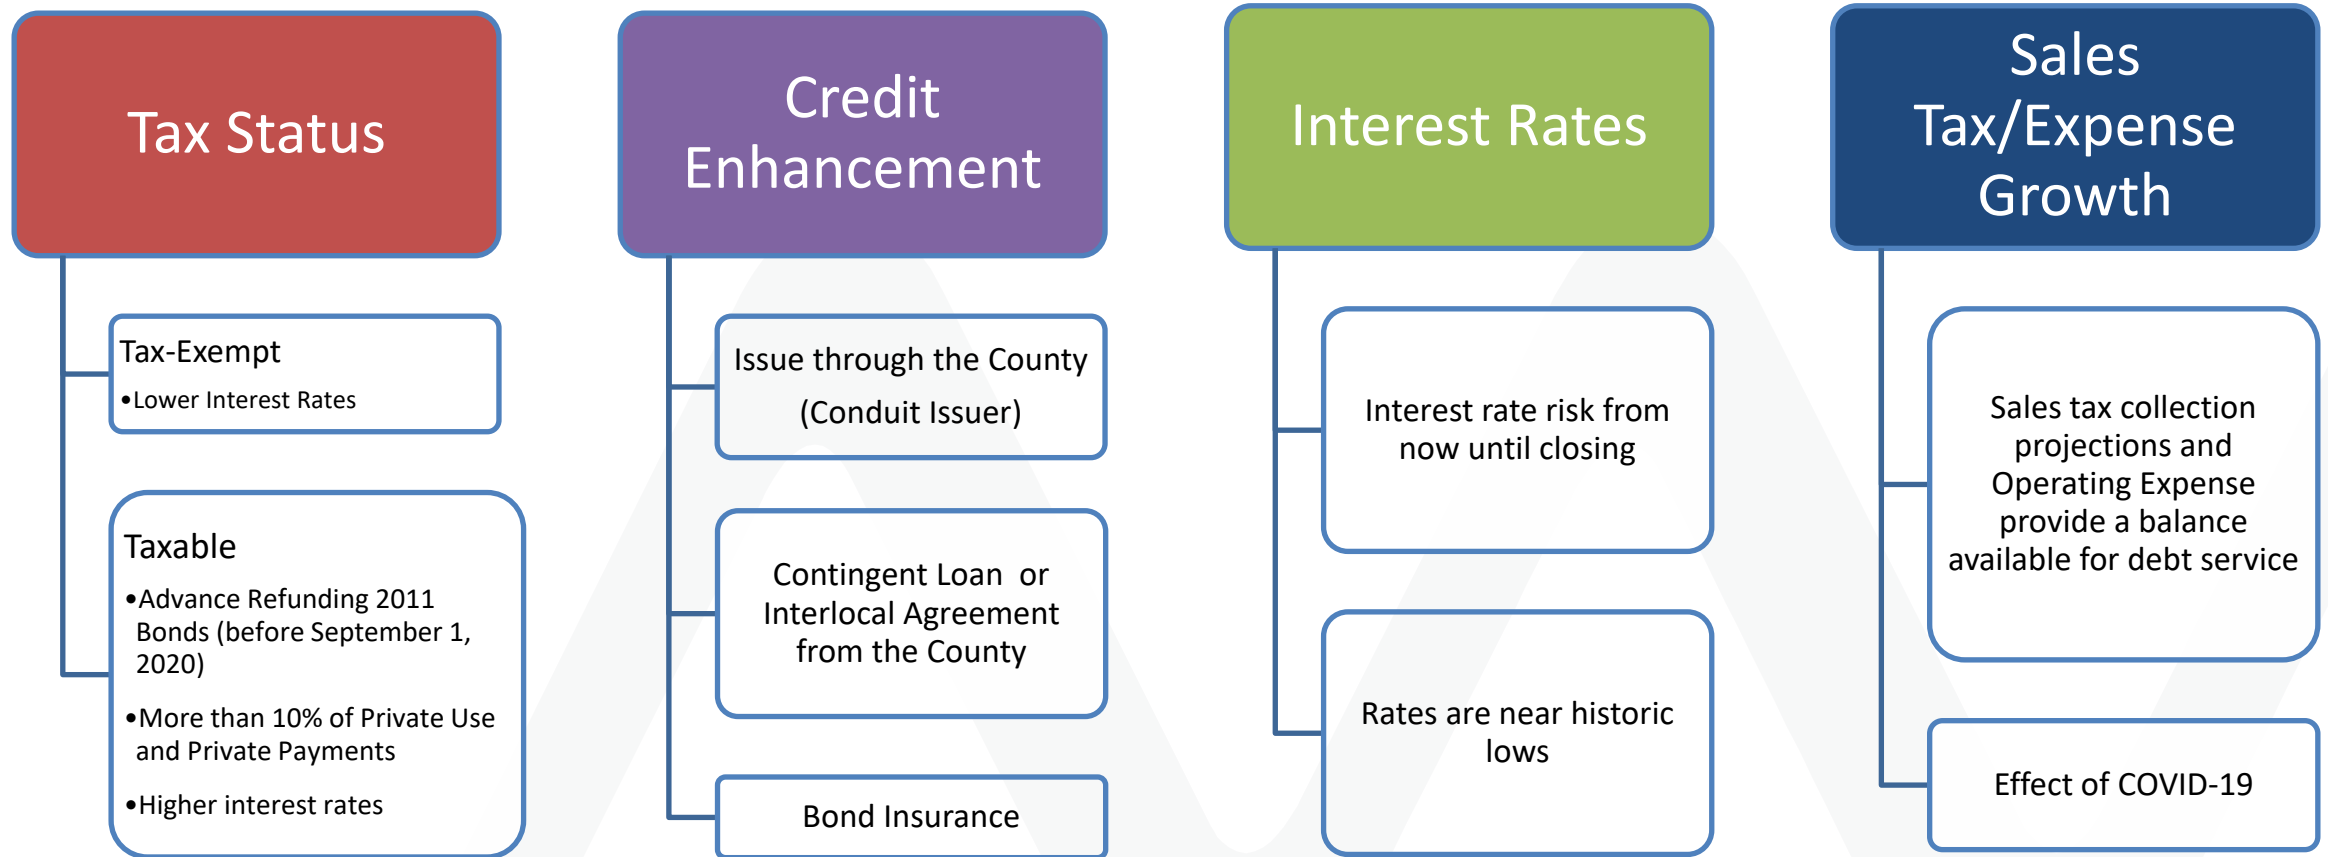 Tax Status
Tax-Exempt
•Lower Interest Rates
Taxable
•Advance Refunding 2011
Bonds (before September 1,
2020)
•More than 10% of Private Use
and Private Payments
•Higher interest rates
Credit
Enhancement
Issue through the County
(Conduit Issuer)
Contingent Loan or
Interlocal Agreement
from the County
Bond Insurance
Interest Rates
Interest rate risk from
now until closing
Rates are near historic
lows
Sales
Tax/Expense
Growth
Sales tax collection
projections and
Operating Expense
provide a balance
available for debt service
Effect of COVID-19